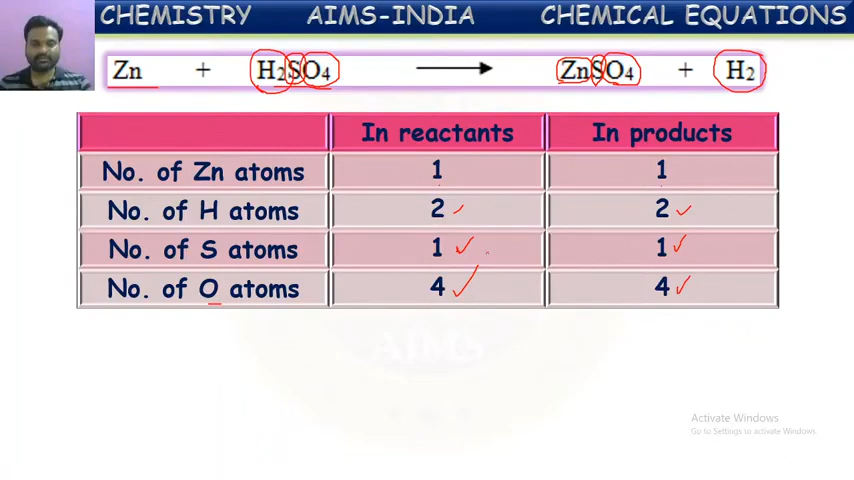 CHEMISTRY AIMS-INDIA CHEMICAL EQUATIONS
Zn + H2SO4 → ZnSO4 + H2
In reactants In products
No. of Zn atoms 1 1
No. of H atoms 2 2
No. of S atoms 1 1
No. of O atoms 4 4
AIMS
Activate Windows
Go to Settings to activate Windows.